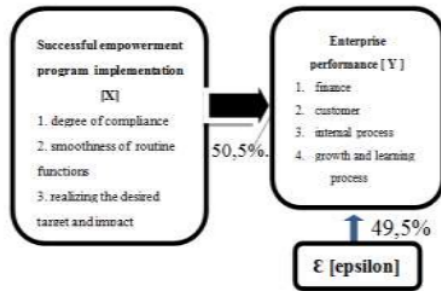 Successful empowerment
program implementation
[X]
1. degree of compliance
2. smoothness of routine
functions
3. realizing the desired
target and impact
50,5%.
Enterprise
performance [ Y ]
1. finance
2. customer
3. internal process
4. growth and learning
process
49,5%
Ɛ [epsilon]